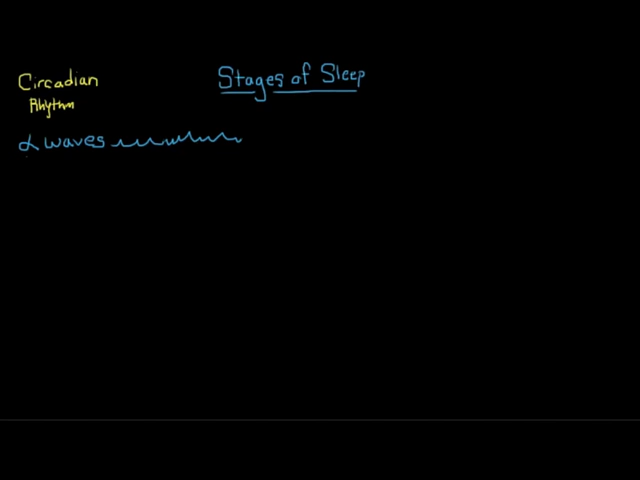 Stages of Sleep
Circadian
Rhythm
α waves